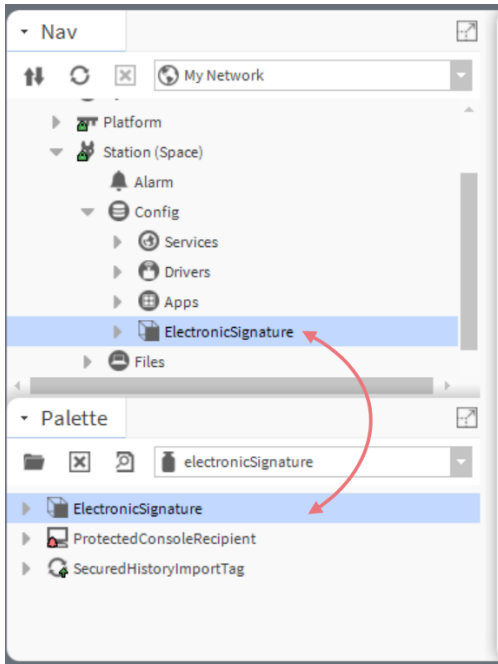 Nav
My Network
Platform
Station (Space)
Alarm
Config
Services
Drivers
Apps
ElectronicSignature
Files
Palette
electronicSignature
ElectronicSignature
ProtectedConsoleRecipient
SecuredHistoryImportTag